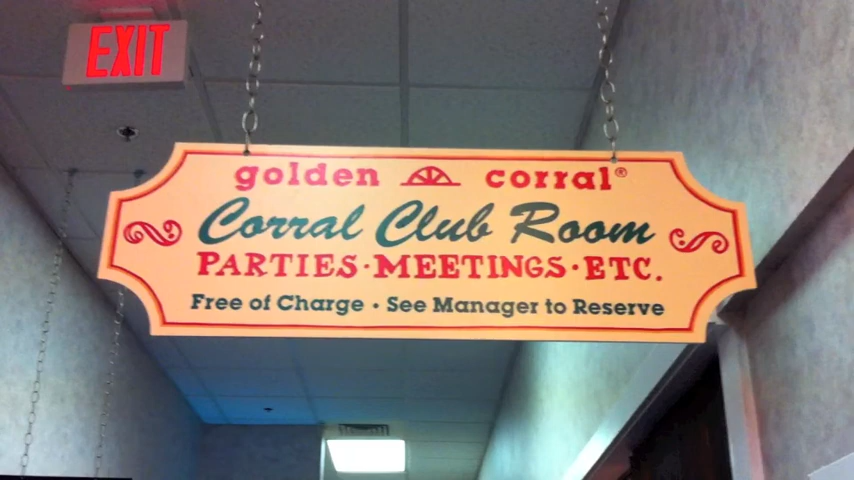 EXIT
golden corral®
Corral Club Room
PARTIES · MEETINGS · ETC.
Free of Charge · See Manager to Reserve